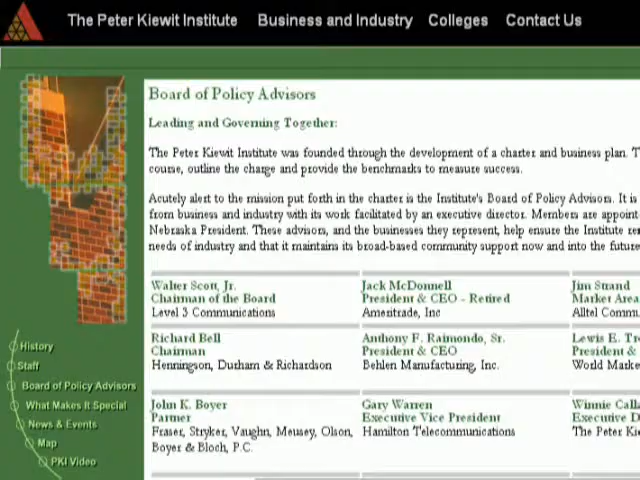 The Peter Kiewit Institute Business and Industry Colleges Contact Us
Board of Policy Advisors
Leading and Governing Together:
The Peter Kiewit Institute was founded through the development of a charter and business plan. T
course, outline the charge and provide the benchmarks to measure success.
Acutely alert to the mission put forth in the charter is the Institute's Board of Policy Advisors. It is
from business and industry with its work facilitated by an executive director. Members are appoint
Nebraska President. These advisors, and the businesses they represent, help ensure the Institute
needs of industry and that it maintains its broad-based community support now and into the future
Walter Scott, Jr. Jack McDonnell Jim Strand
Chairman of the Board President & CEO - Retired Market Area
Level 3 Communications Ameritrade, Inc Alltel Commu
Richard Bell Anthony F. Raimondo, Sr. Lewis E. Tr
Chairman President & CEO President &
Henningson, Durham & Richardson Behlen Manufacturing, Inc. World Marke
John K. Boyer Gary Warren Winnie Calla
Partner Executive Vice President Executive D
Fraser, Stryker, Vaughn, Meusey, Olson, Hamilton Telecommunications The Peter Ki
Boyer & Bloch, P.C.
History
Staff
Board of Policy Advisors
What Makes It Special
News & Events
Map
PKI Video